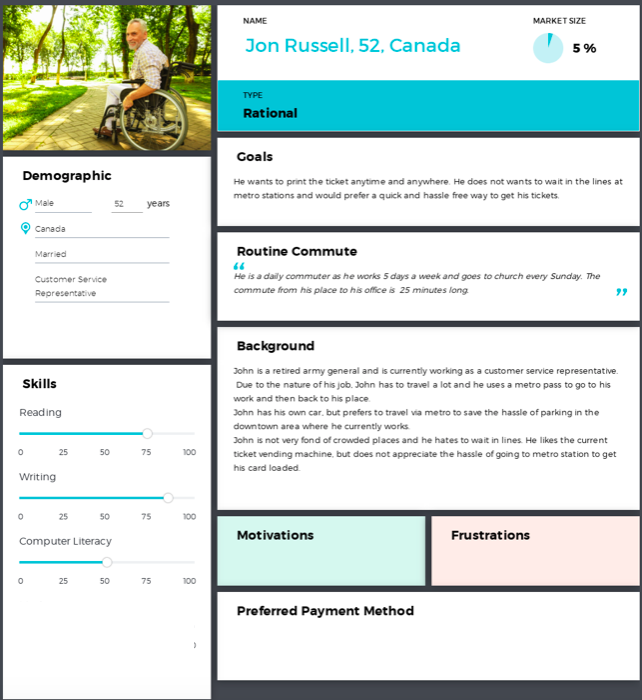 NAME
Jon Russell, 52, Canada
MARKET SIZE
5 %
TYPE
Rational
Demographic
Male 52 years
Canada
Married
Customer Service
Representative
Skills
Reading
0 25 50 75 100
Writing
0 25 50 75 100
Computer Literacy
0 25 50 75 100
Goals
He wants to print the ticket anytime and anywhere. He does not wants to wait in the lines at
metro stations and would prefer a quick and hassle free way to get his tickets.
Routine Commute
“
He is a daily commuter as he works 5 days a week and goes to church every Sunday. The
commute from his place to his office is 25 minutes long.
”
Background
John is a retired army general and is currently working as a customer service representative.
Due to the nature of his job, John has to travel a lot and he uses a metro pass to go to his
work and then back to his place.
John has his own car, but prefers to travel via metro to save the hassle of parking in the
downtown area where he currently works.
John is not very fond of crowded places and he hates to wait in lines. He likes the current
ticket vending machine, but does not appreciate the hassle of going to metro station to get
his card loaded.
Motivations
Frustrations
Preferred Payment Method